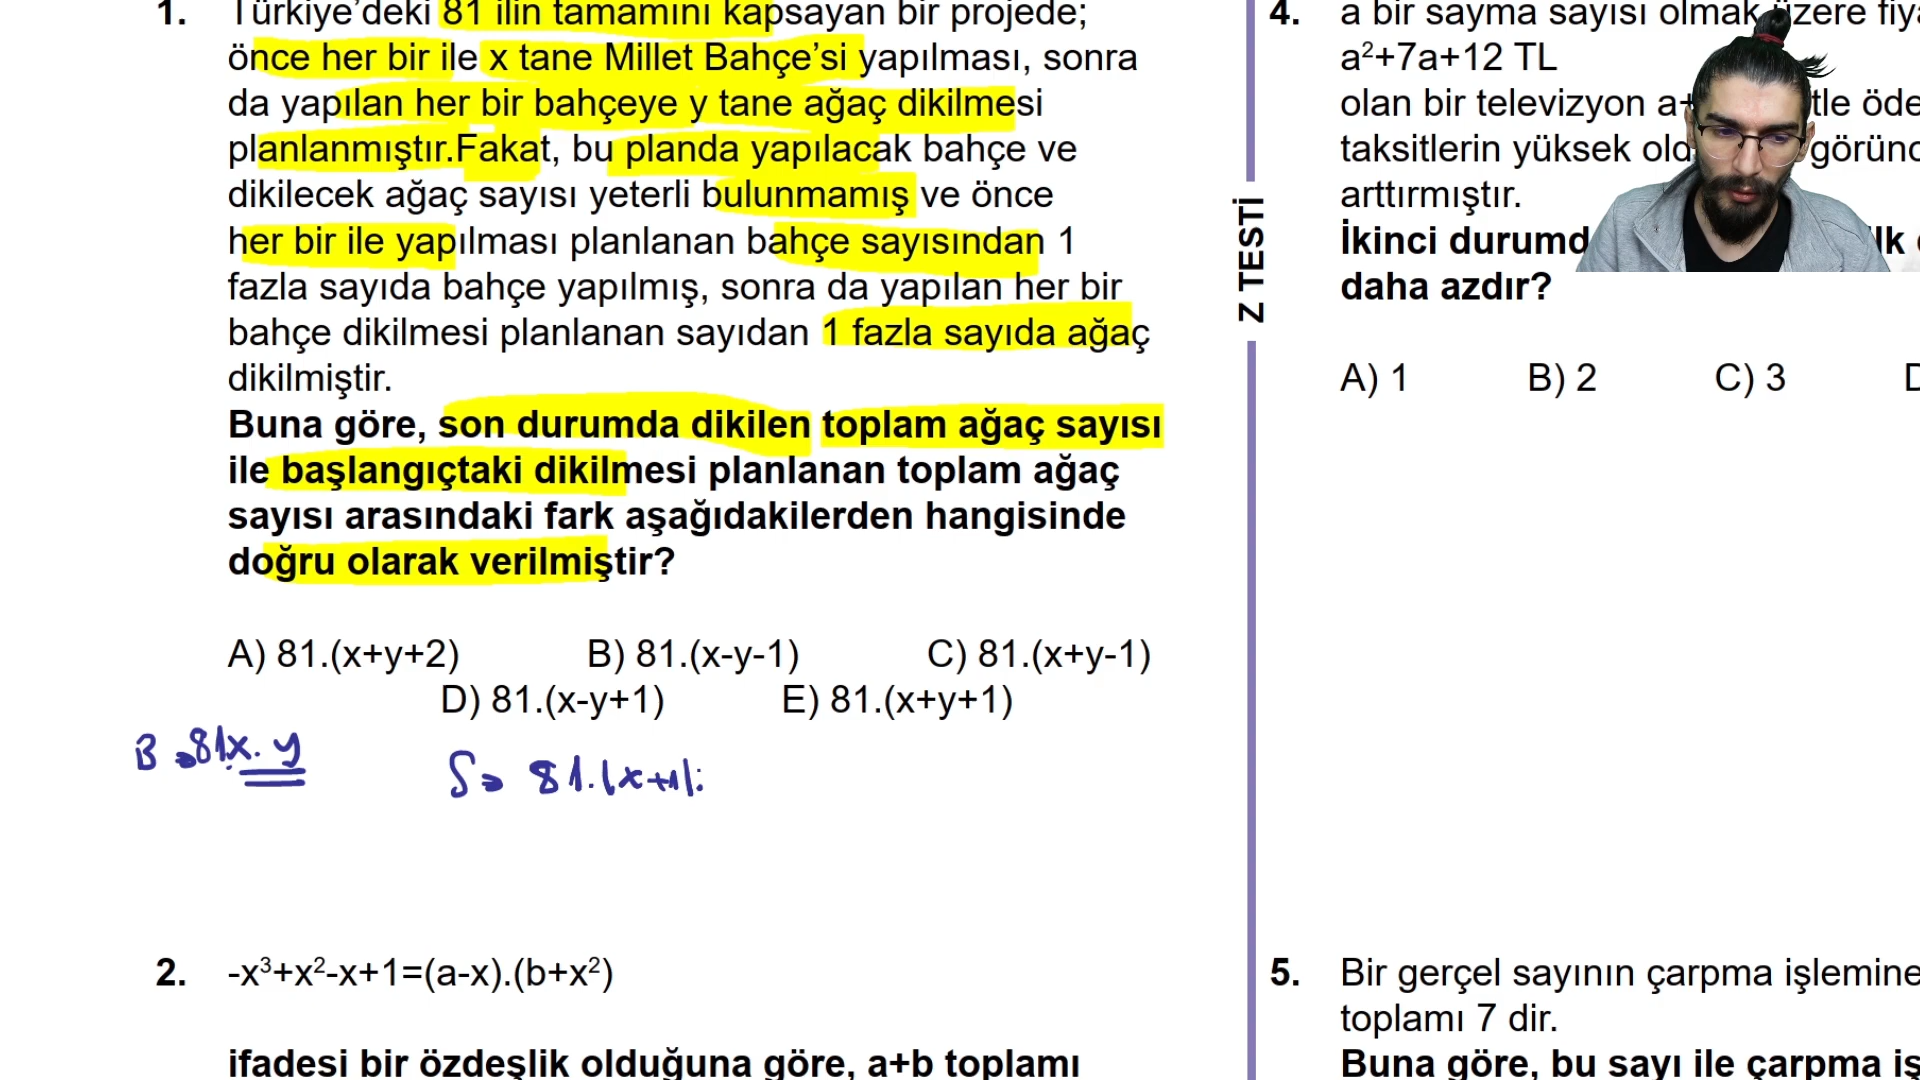 1. Türkiye’deki 81 ilin tamamını kapsayan bir projede;
önce her bir ile x tane Millet Bahçe’si yapılması, sonra
da yapılan her bir bahçeye y tane ağaç dikilmesi
planlanmıştır.Fakat, bu planda yapılacak bahçe ve
dikilecek ağaç sayısı yeterli bulunmamış ve önce
her bir ile yapılması planlanan bahçe sayısından 1
fazla sayıda bahçe yapılmış, sonra da yapılan her bir
bahçe dikilmesi planlanan sayıdan 1 fazla sayıda ağaç
dikilmiştir.
Buna göre, son durumda dikilen toplam ağaç sayısı
ile başlangıçtaki dikilmesi planlanan toplam ağaç
sayısı arasındaki fark aşağıdakilerden hangisinde
doğru olarak verilmiştir?
A) 81.(x+y+2) B) 81.(x-y-1) C) 81.(x+y-1)
D) 81.(x-y+1) E) 81.(x+y+1)
81x. y
81.(x+1).
2. -x³+x²-x+1=(a-x).(b+x²)
ifadesi bir özdeşlik olduğuna göre, a+b toplamı
Z TESTİ
4. a bir sayma sayısı olmak üzere
a²+7a+12 TL
olan bir televizyon
taksitlerin yüksek
arttırmıştır.
İkinci
daha azdır?
A) 1 B) 2 C) 3
5. Bir gerçel sayının çarpma işlemine
toplamı 7 dir.
Buna göre, bu sayı ile çarpma